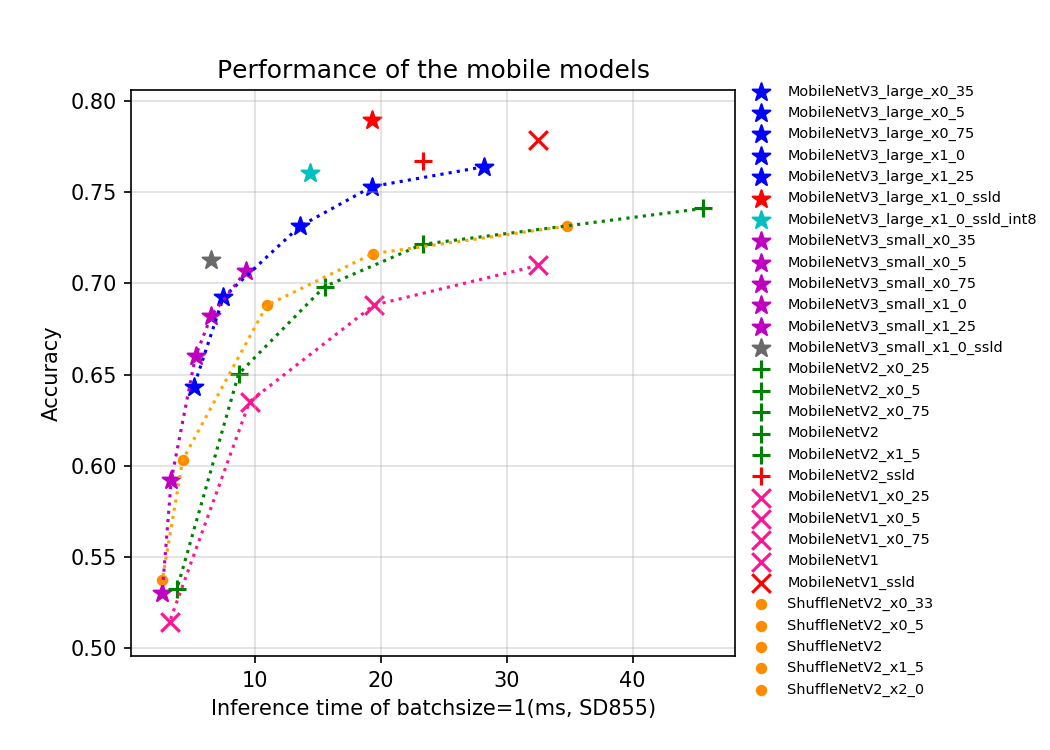 Performance of the mobile models
0.80
0.75
0.70
0.65
0.60
0.55
0.50
Accuracy
10
20
30
40
Inference time of batchsize=1(ms, SD855)
MobileNetV3_large_x0_35
MobileNetV3_large_x0_5
MobileNetV3_large_x0_75
MobileNetV3_large_x1_0
MobileNetV3_large_x1_25
MobileNetV3_large_x1_0_ssld
MobileNetV3_large_x1_0_ssld_int8
MobileNetV3_small_x0_35
MobileNetV3_small_x0_5
MobileNetV3_small_x0_75
MobileNetV3_small_x1_0
MobileNetV3_small_x1_25
MobileNetV3_small_x1_0_ssld
MobileNetV2_x0_25
MobileNetV2_x0_5
MobileNetV2_x0_75
MobileNetV2
MobileNetV2_x1_5
MobileNetV2_ssld
MobileNetV1_x0_25
MobileNetV1_x0_5
MobileNetV1_x0_75
MobileNetV1
MobileNetV1_ssld
ShuffleNetV2_x0_33
ShuffleNetV2_x0_5
ShuffleNetV2
ShuffleNetV2_x1_5
ShuffleNetV2_x2_0